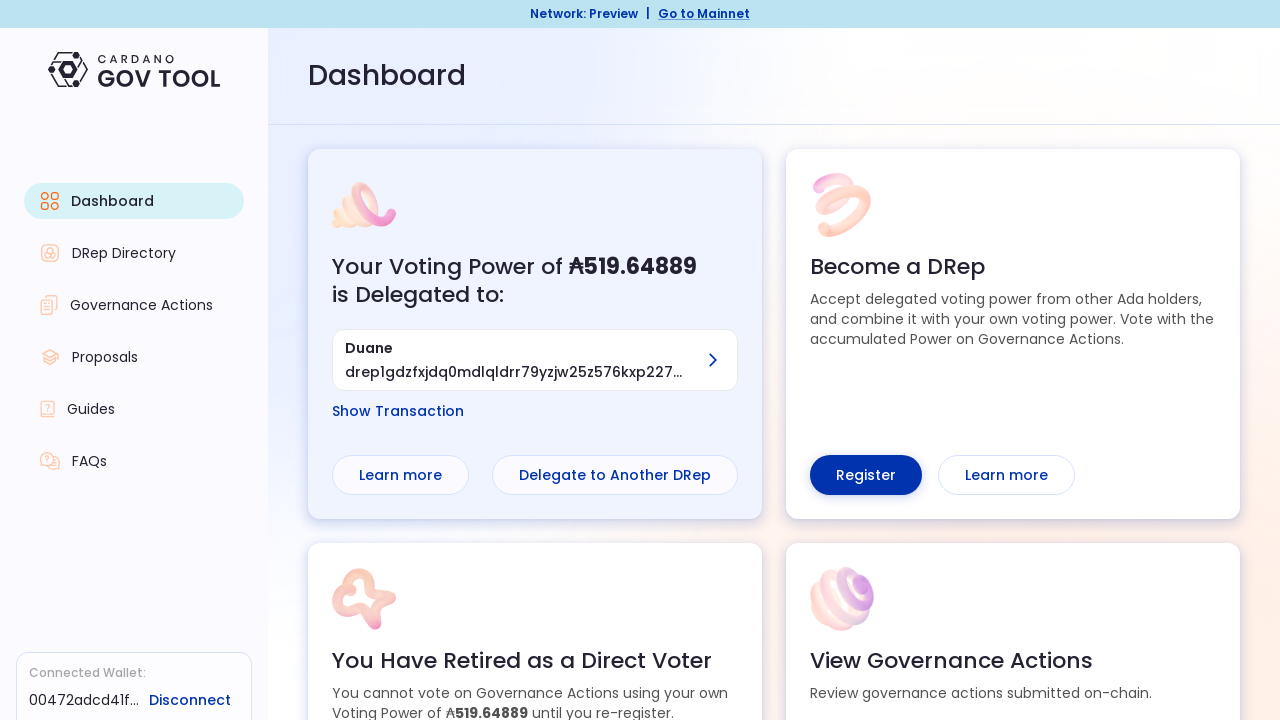 Network: Preview | Go to Mainnet
CARDANO
GOV TOOL
Dashboard
DRep Directory
Governance Actions
Proposals
Guides
FAQs
Connected Wallet:
00472adcd41f... Disconnect
Dashboard
Your Voting Power of ₳519.64889
is Delegated to:
Duane
drep1gdzfxjdq0mdlqldrr79yzjw25z576kxp227...
Show Transaction
Learn more
Delegate to Another DRep
Become a DRep
Accept delegated voting power from other Ada holders,
and combine it with your own voting power. Vote with the
accumulated Power on Governance Actions.
Register
Learn more
You Have Retired as a Direct Voter
You cannot vote on Governance Actions using your own
Voting Power of ₳519.64889 until you re-register.
View Governance Actions
Review governance actions submitted on-chain.